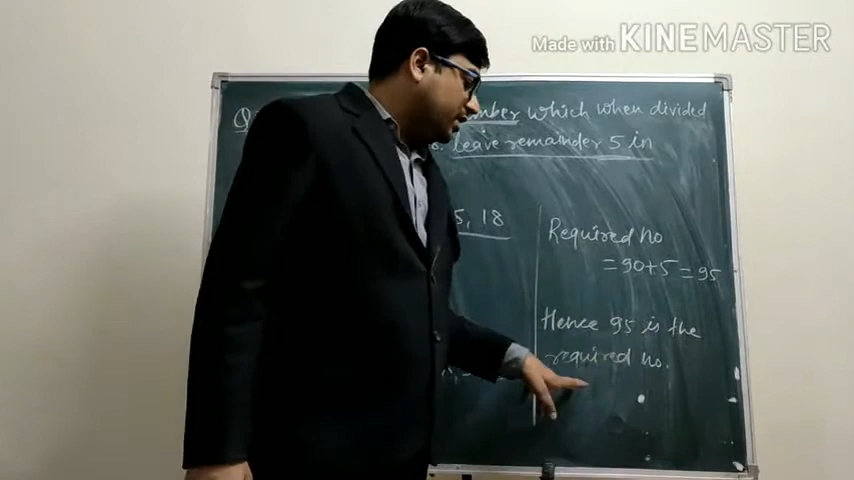 Made with KINEMASTER
Q which when divided
leave remainder 5 in
5, 18
Required no
= 90+5 = 95
Hence 95 is the
required no.